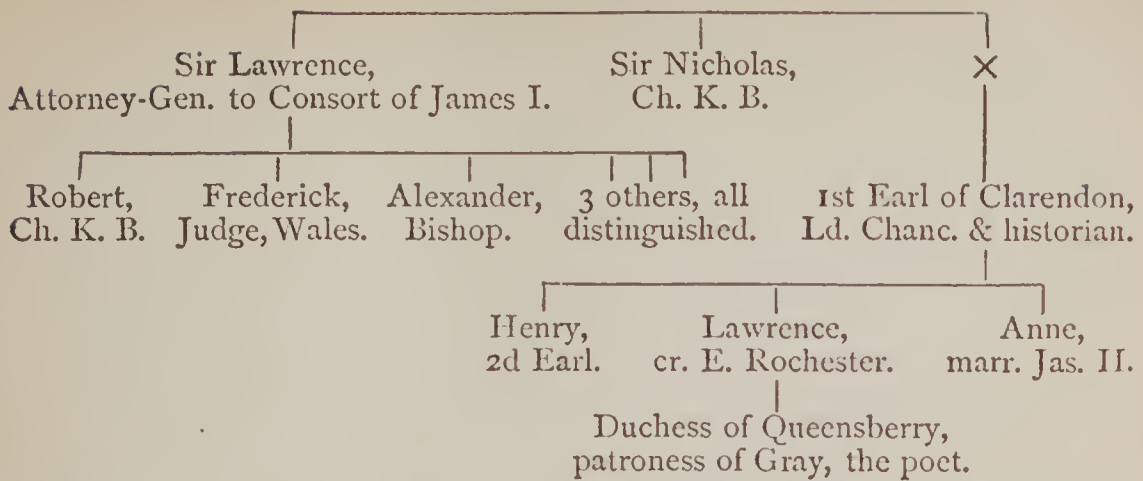 Sir Lawrence,
Attorney-Gen. to Consort of James I.
Sir Nicholas,
Ch. K. B.
×
Robert,
Ch. K. B.
Frederick,
Judge, Wales.
Alexander,
Bishop.
3 others, all
distinguished.
1st Earl of Clarendon,
Ld. Chanc. & historian.
Henry,
2d Earl.
Lawrence,
cr. E. Rochester.
Anne,
marr. Jas. II.
Duchess of Queensberry,
patroness of Gray, the poet.